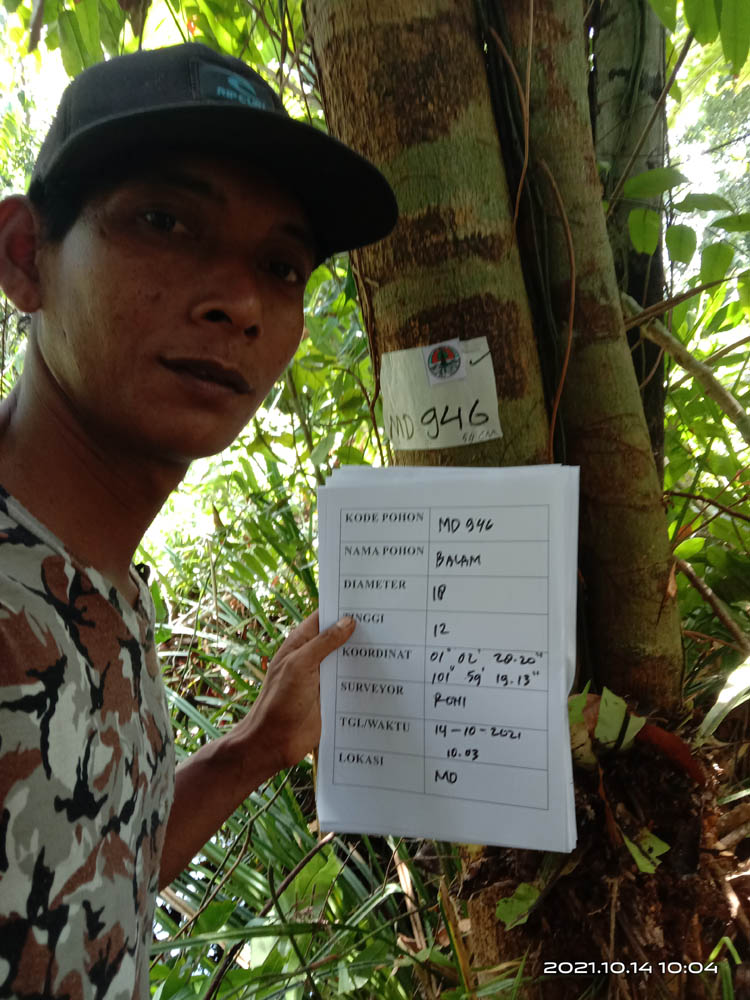 RIP CURL
MD 946
KODE POHON MD 946
NAMA POHON BALAM
DIAMETER 18
TINGGI 12
KOORDINAT 01° 02' 20.20"
101° 59' 19.13"
SURVEYOR ROHI
TGL/WAKTU 14-10-2021
10.03
LOKASI MD
2021.10.14 10:04